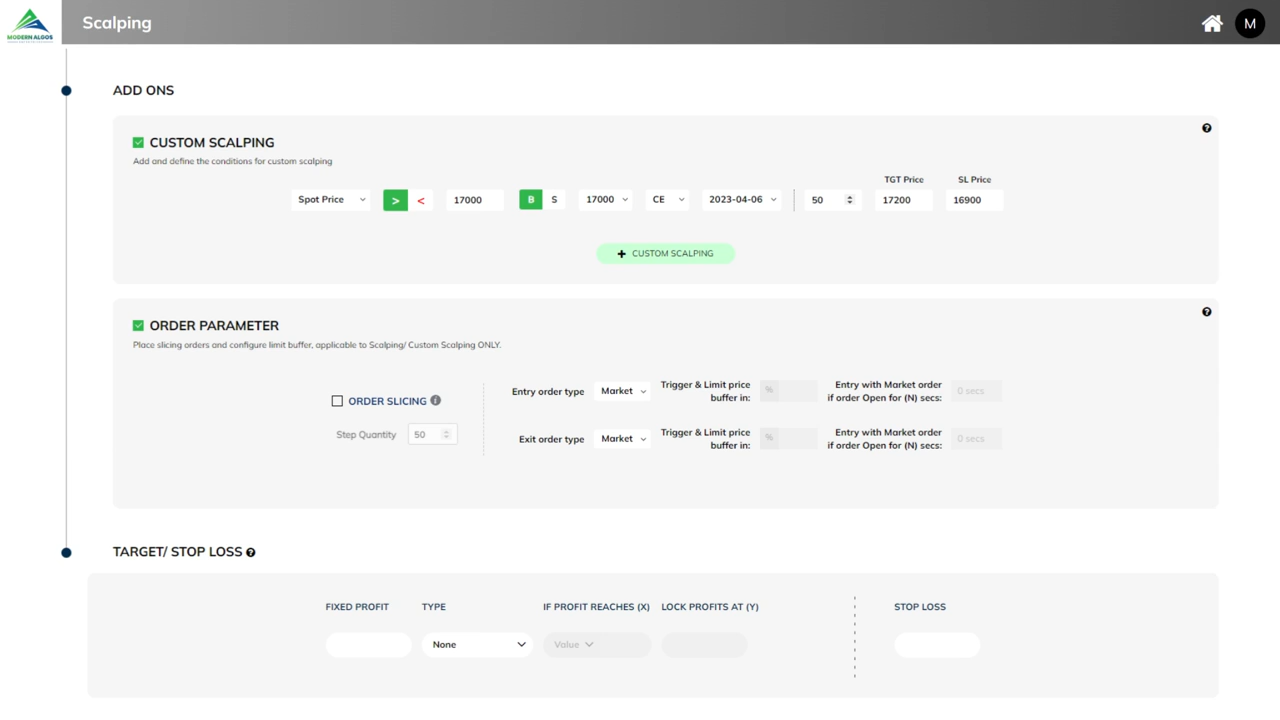 MODERN ALGOS
Scalping
M
ADD ONS
CUSTOM SCALPING
Add and define the conditions for custom scalping
TGT Price
SL Price
Spot Price > < 17000 B S 17000 CE 2023-04-06 50 17200 16900
+ CUSTOM SCALPING
ORDER PARAMETER
Place slicing orders and configure limit buffer, applicable to Scalping/ Custom Scalping ONLY.
ORDER SLICING
Step Quantity 50
Entry order type Market
Trigger & Limit price
buffer in: %
Entry with Market order
if order Open for (N) secs: 0 secs
Exit order type Market
Trigger & Limit price
buffer in: %
Entry with Market order
if order Open for (N) secs: 0 secs
TARGET/ STOP LOSS
FIXED PROFIT TYPE IF PROFIT REACHES (X) LOCK PROFITS AT (Y) STOP LOSS
None Value